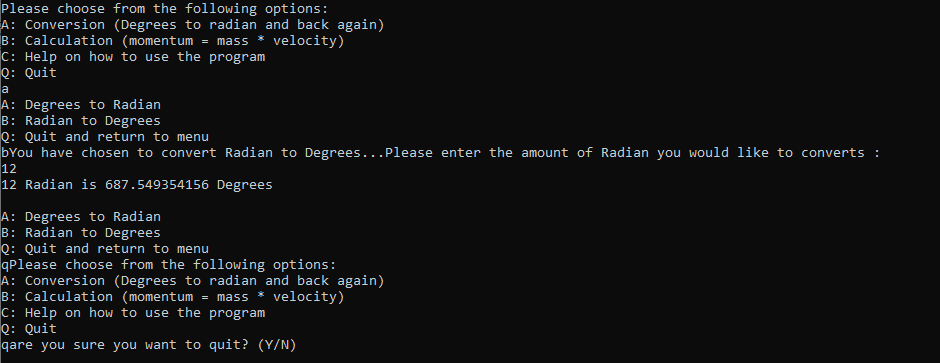 Please choose from the following options:
A: Conversion (Degrees to radian and back again)
B: Calculation (momentum = mass * velocity)
C: Help on how to use the program
Q: Quit
a
A: Degrees to Radian
B: Radian to Degrees
Q: Quit and return to menu
bYou have chosen to convert Radian to Degrees...Please enter the amount of Radian you would like to converts :
12
12 Radian is 687.549354156 Degrees
A: Degrees to Radian
B: Radian to Degrees
Q: Quit and return to menu
qPlease choose from the following options:
A: Conversion (Degrees to radian and back again)
B: Calculation (momentum = mass * velocity)
C: Help on how to use the program
Q: Quit
qare you sure you want to quit? (Y/N)